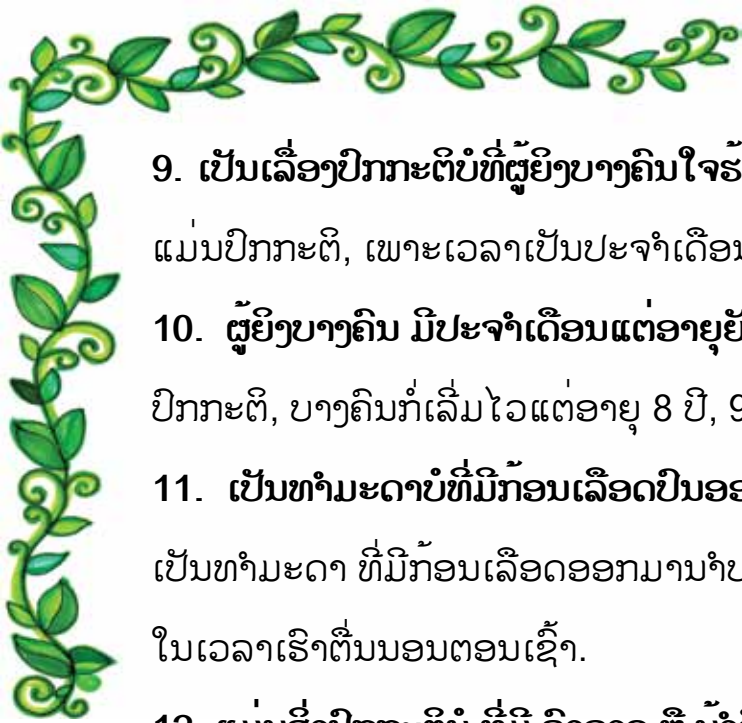 9. ເປັນເລື່ອງປົກກະຕິບໍ່ທີ່ຜູ້ຍິງບາງຄົນໃຈຮ້
ແມ່ນປົກກະຕິ, ເພາະເວລາເປັນປະຈຳເດືອນ
10. ຜູ້ຍິງບາງຄົນ ມີປະຈຳເດືອນແຕ່ອາຍຸຍັ
ປົກກະຕິ, ບາງຄົນກໍ່ເລີ່ມໄວແຕ່ອາຍຸ 8 ປີ, 9
11. ເປັນທຳມະດາບໍ່ທີ່ມີກ້ອນເລືອດປົນອອ
ເປັນທຳມະດາ ທີ່ມີກ້ອນເລືອດອອກມານຳປ
ໃນເວລາເຮົາຕື່ນນອນຕອນເຊົ້າ.